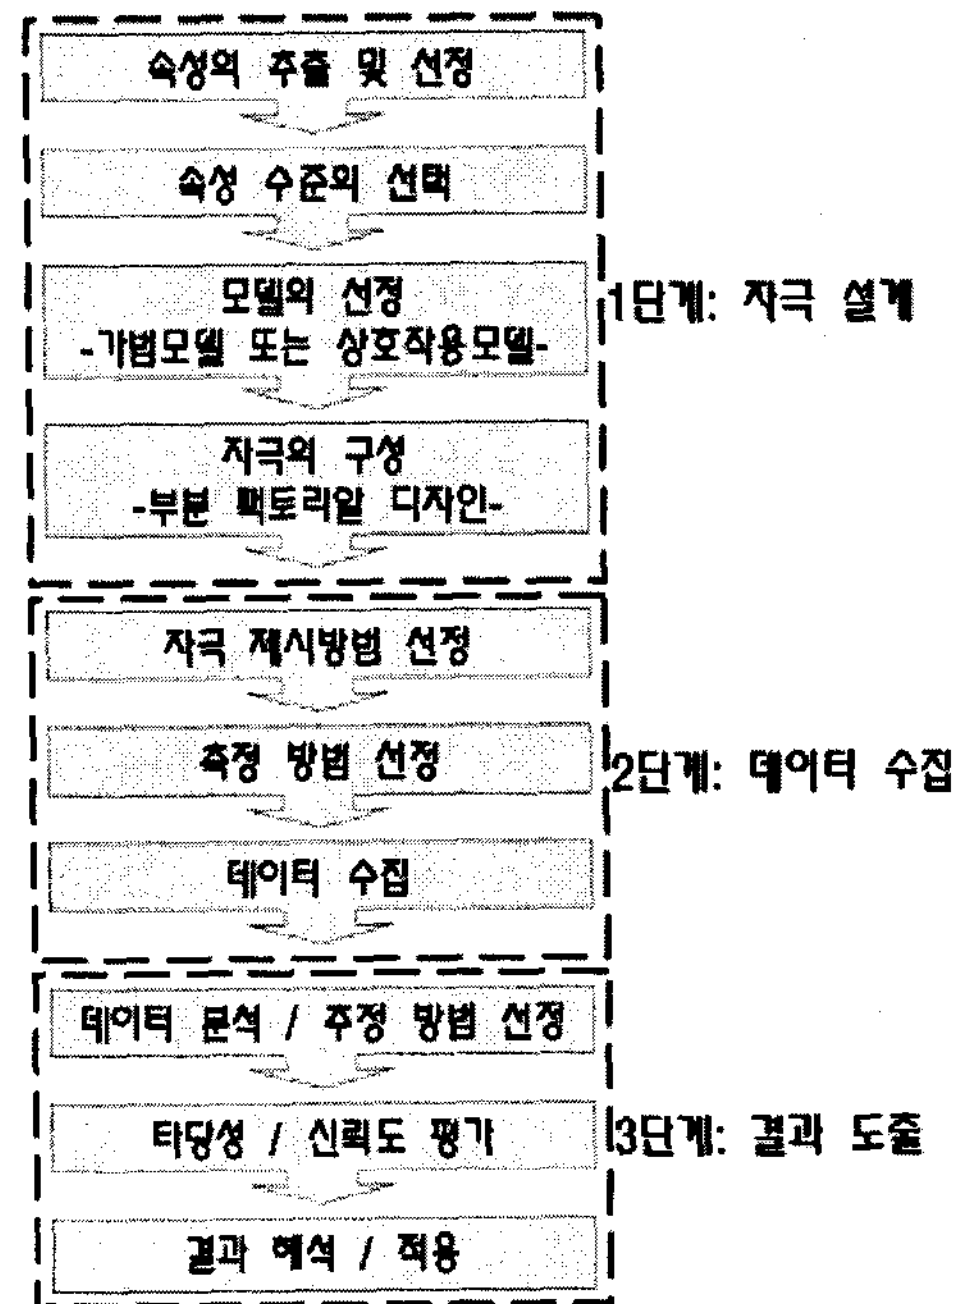 속성의 추출 및 선정
속성 수준의 선택
모델의 선정
-가법모델 또는 상호작용모델-
1단계: 자극 설계
자극의 구성
-부분 팩토리알 디자인-
자극 제시방법 선정
측정 방법 선정
2단계: 데이터 수집
데이터 수집
데이터 분석 / 추정 방법 선정
타당성 / 신뢰도 평가
3단계: 결과 도출
결과 해석 / 적용